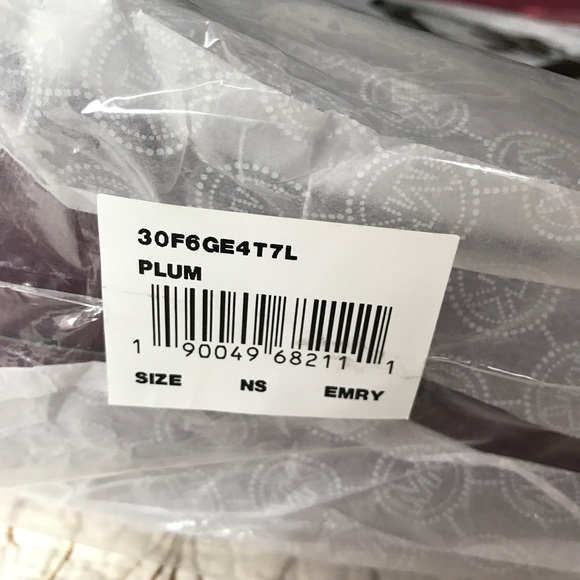 30F6GE4T7L
PLUM
1 90049 68211 1
SIZE NS EMRY